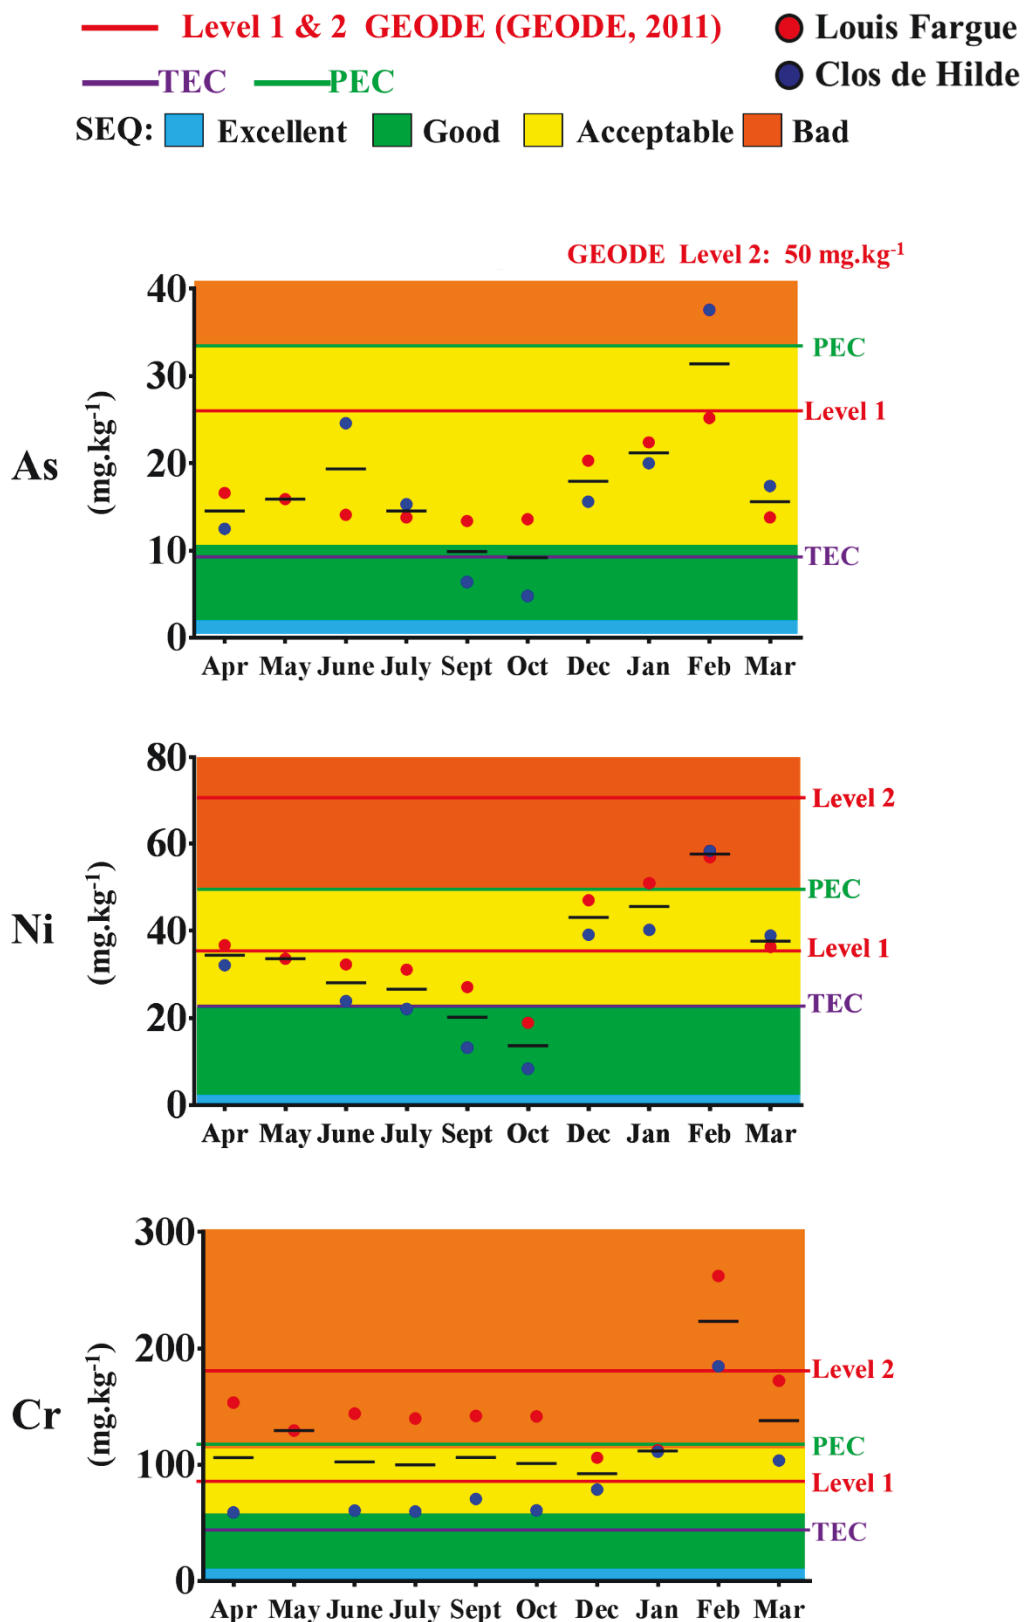 Level 1 & 2 GEODE (GEODE, 2011)
Louis Fargue
TEC
PEC
Clos de Hilde
SEQ:
Excellent
Good
Acceptable
Bad
GEODE Level 2: 50 mg.kg⁻¹
As
(mg.kg⁻¹)
40
30
20
10
0
PEC
Level 1
TEC
Apr May June July Sept Oct Dec Jan Feb Mar
Ni
(mg.kg⁻¹)
80
60
40
20
0
Level 2
PEC
Level 1
TEC
Apr May June July Sept Oct Dec Jan Feb Mar
Cr
(mg.kg⁻¹)
300
200
100
0
Level 2
PEC
Level 1
TEC
Apr May June July Sept Oct Dec Jan Feb Mar